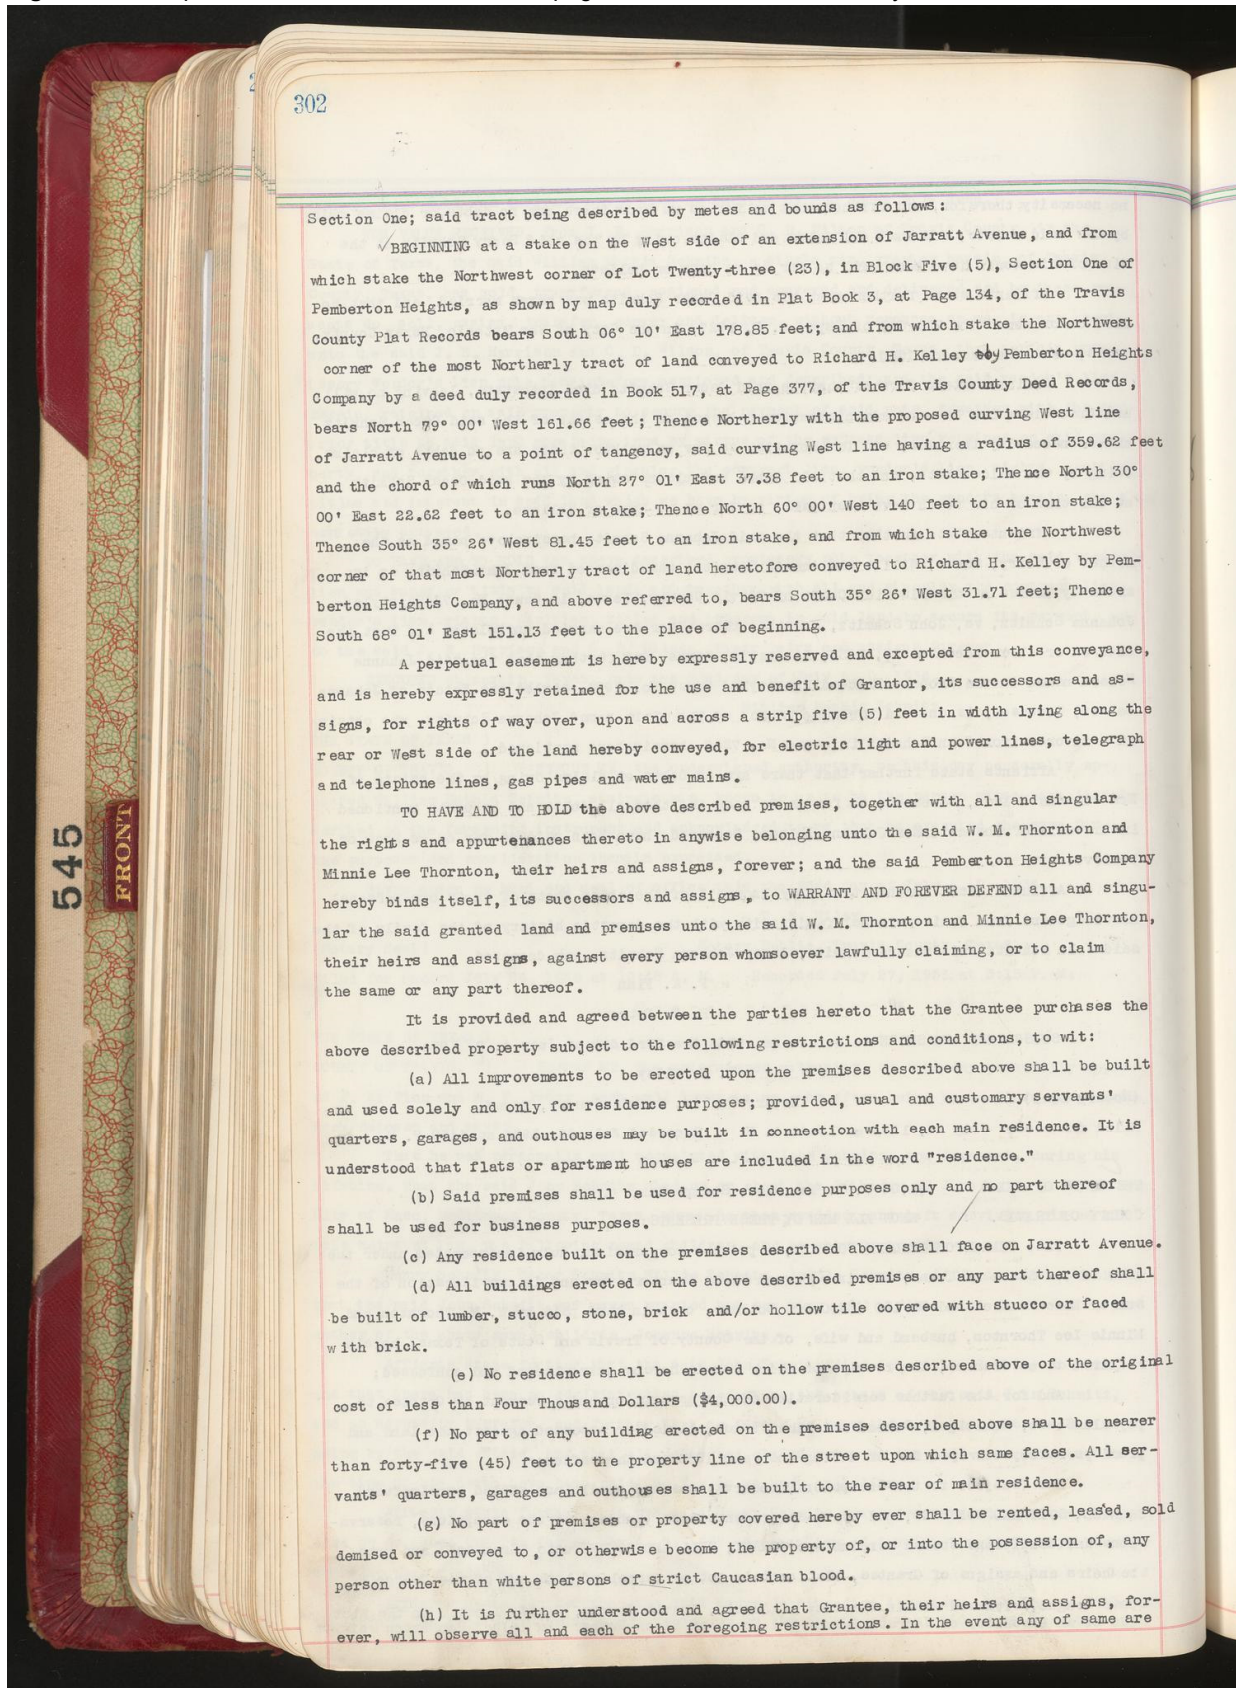 302
Section One; said tract being described by metes and bounds as follows:
✓BEGINNING at a stake on the West side of an extension of Jarratt Avenue, and from
which stake the Northwest corner of Lot Twenty-three (23), in Block Five (5), Section One of
Pemberton Heights, as shown by map duly recorded in Plat Book 3, at Page 134, of the Travis
County Plat Records bears South 06° 10' East 178.85 feet; and from which stake the Northwest
corner of the most Northerly tract of land conveyed to Richard H. Kelley by Pemberton Heights
Company by a deed duly recorded in Book 517, at Page 377, of the Travis County Deed Records,
bears North 79° 00' West 161.66 feet; Thence Northerly with the proposed curving West line
of Jarratt Avenue to a point of tangency, said curving West line having a radius of 359.62 feet
and the chord of which runs North 27° 01' East 37.38 feet to an iron stake; Thence North 30°
00' East 22.62 feet to an iron stake; Thence North 60° 00' West 140 feet to an iron stake;
Thence South 35° 26' West 81.45 feet to an iron stake, and from which stake the Northwest
corner of that most Northerly tract of land heretofore conveyed to Richard H. Kelley by Pem-
berton Heights Company, and above referred to, bears South 35° 26' West 31.71 feet; Thence
South 68° 01' East 151.13 feet to the place of beginning.
A perpetual easement is hereby expressly reserved and excepted from this conveyance,
and is hereby expressly retained for the use and benefit of Grantor, its successors and as-
signs, for rights of way over, upon and across a strip five (5) feet in width lying along the
rear or West side of the land hereby conveyed, for electric light and power lines, telegraph
and telephone lines, gas pipes and water mains.
TO HAVE AND TO HOLD the above described premises, together with all and singular
the rights and appurtenances thereto in anywise belonging unto the said W. M. Thornton and
Minnie Lee Thornton, their heirs and assigns, forever; and the said Pemberton Heights Company
hereby binds itself, its successors and assigns, to WARRANT AND FOREVER DEFEND all and singu-
lar the said granted land and premises unto the said W. M. Thornton and Minnie Lee Thornton,
their heirs and assigns, against every person whomsoever lawfully claiming, or to claim
the same or any part thereof.
It is provided and agreed between the parties hereto that the Grantee purchases the
above described property subject to the following restrictions and conditions, to wit:
(a) All improvements to be erected upon the premises described above shall be built
and used solely and only for residence purposes; provided, usual and customary servants'
quarters, garages, and outhouses may be built in connection with each main residence. It is
understood that flats or apartment houses are included in the word "residence."
(b) Said premises shall be used for residence purposes only and no part thereof
shall be used for business purposes.
(c) Any residence built on the premises described above shall face on Jarratt Avenue.
(d) All buildings erected on the above described premises or any part thereof shall
be built of lumber, stucco, stone, brick and/or hollow tile covered with stucco or faced
with brick.
(e) No residence shall be erected on the premises described above of the original
cost of less than Four Thousand Dollars ($4,000.00).
(f) No part of any building erected on the premises described above shall be nearer
than forty-five (45) feet to the property line of the street upon which same faces. All ser-
vants' quarters, garages and outhouses shall be built to the rear of main residence.
(g) No part of premises or property covered hereby ever shall be rented, leased, sold
demised or conveyed to, or otherwise become the property of, or into the possession of, any
person other than white persons of strict Caucasian blood.
(h) It is further understood and agreed that Grantee, their heirs and assigns, for-
ever, will observe all and each of the foregoing restrictions. In the event any of same are
545
FRONT